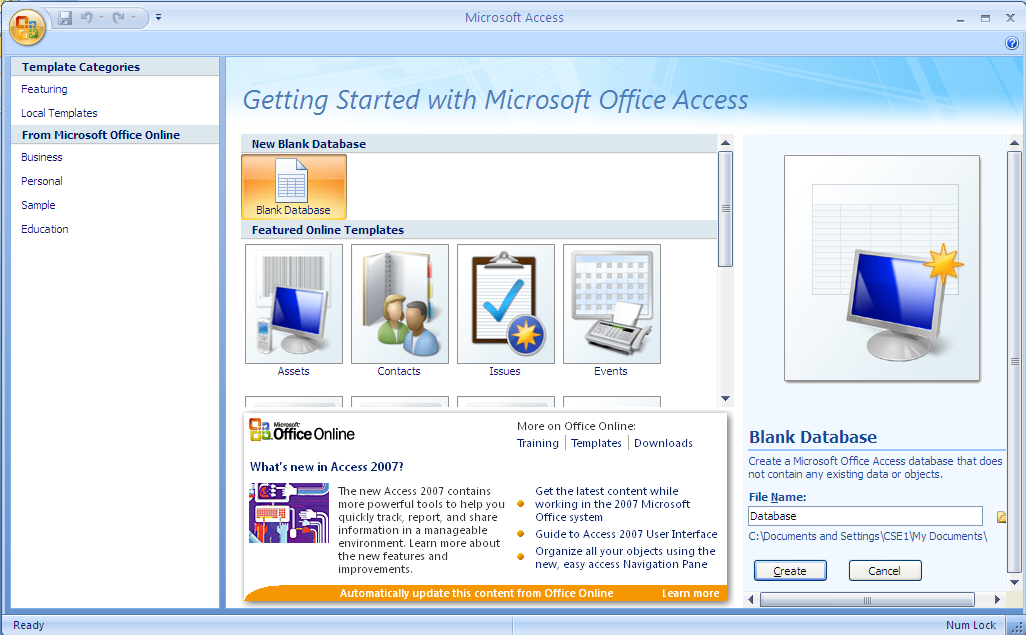 Microsoft Access
Template Categories
Featuring
Local Templates
From Microsoft Office Online
Business
Personal
Sample
Education
Getting Started with Microsoft Office Access
New Blank Database
Blank Database
Featured Online Templates
Assets
Contacts
Issues
Events
Microsoft
Office Online
More on Office Online:
Training Templates Downloads
What's new in Access 2007?
The new Access 2007 contains
more powerful tools to help you
quickly track, report, and share
information in a manageable
environment. Learn more about
the new features and
improvements.
Get the latest content while
working in the 2007 Microsoft
Office system
Guide to Access 2007 User Interface
Organize all your objects using the
new, easy access Navigation Pane
Automatically update this content from Office Online Learn more
Blank Database
Create a Microsoft Office Access database that does
not contain any existing data or objects.
File Name:
Database
C:\Documents and Settings\CSE1\My Documents\
Create Cancel
Ready Num Lock